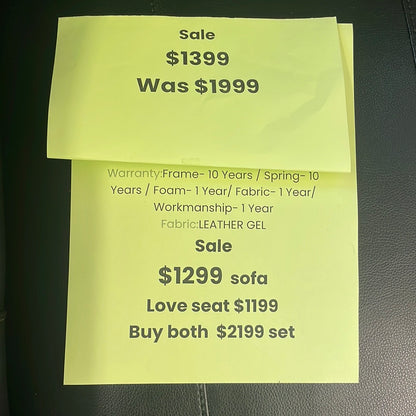 Sale
$1399
Was $1999
Warranty:Frame- 10 Years / Spring- 10
Years / Foam- 1 Year/ Fabric- 1 Year/
Workmanship- 1 Year
Fabric:LEATHER GEL
Sale
$1299 sofa
Love seat $1199
Buy both $2199 set